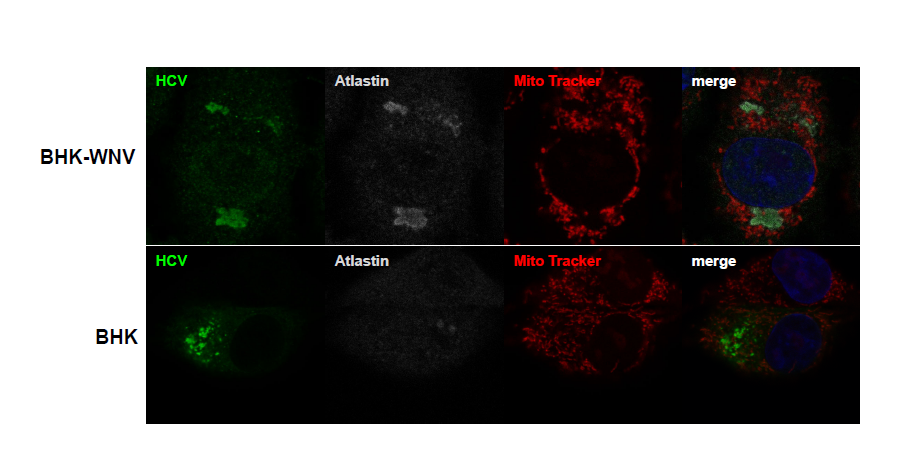 HCV Atlastin Mito Tracker merge
BHK-WNV
HCV Atlastin Mito Tracker merge
BHK